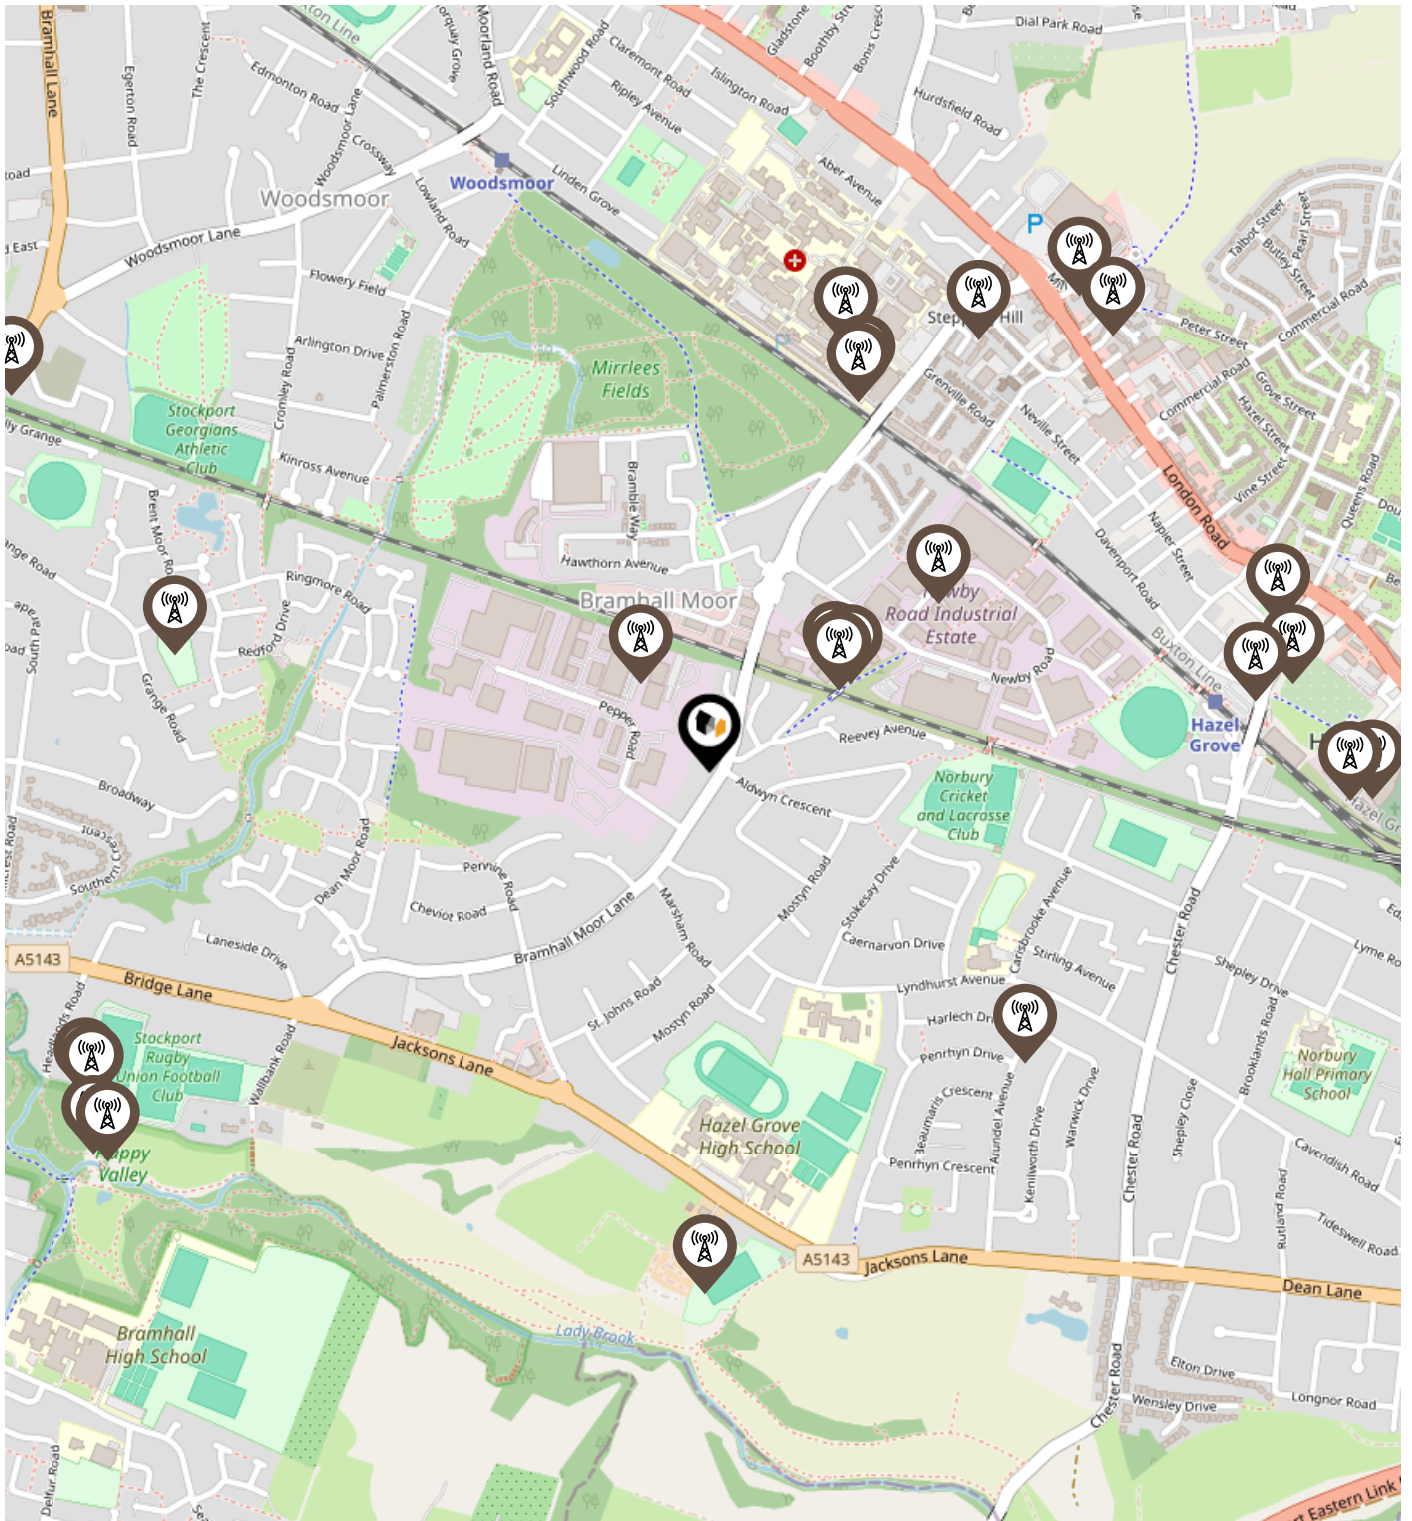 Bramhall Lane
Egerton Road
The Crescent
Edmonton Road
Woodsmoor Lane
Crossway
Lowland Road
Moorland Road
Southwood Road
Claremont Road
Ripley Avenue
Islington Road
Linden Grove
Dial Park Road
Hurdsfield Road
Aber Avenue
Woodsmoor
Woodsmoor
Woodsmoor Lane
Flowery Field
Arlington Drive
Palmerston Road
Cromley Road
Kinross Avenue
Stockport
Georgians
Athletic
Club
Mirrlees
Fields
P
P
Talbot Street
Butley Street
Pearl Street
Commercial Road
Peter Street
Commercial Road
Grove Street
Hazel Street
Vine Street
Queens Road
London Road
Grenville Road
Neville Street
Napier Street
Davenport Road
Buxton Line
Bramble Way
Hawthorn Avenue
Bramhall Moor
Road Industrial
Estate
Newby Road
Hazel
Grove
Ringmore Road
Redford Drive
Grange Road
South Para
Broadway
Southern Crescent
Pepper Road
Reevey Avenue
Aldwyn Crescent
Norbury
Cricket
and Lacrosse
Club
Dean Moor Road
Pennine Road
Cheviot Road
Bramhall Moor Lane
Marsham Road
Mostyn Road
Stokesay Drive
Caernarvon Drive
Carisbrooke Avenue
Stirling Avenue
Lyndhurst Avenue
Chester Road
Shepley Drive
A5143
Bridge Lane
Laneside Drive
St. Johns Road
Mostyn Road
Penrhyn Drive
Beaumaris Crescent
Penrhyn Crescent
Arundel Avenue
Kenilworth Drive
Warwick Drive
Brooklands Road
Shepley Close
Norbury
Hall Primary
School
Cavendish Road
Rutland Road
Tideswell Road
Stockport
Rugby
Union Football
Club
Wallbank Road
Jacksons Lane
Hazel Grove
High School
Valley
Chester Road
A5143
Jacksons Lane
Dean Lane
Bramhall
High School
Lady Brook
Chester Road
Elton Drive
Wensley Drive
Longnor Road
Delfur Road
Eastern Link